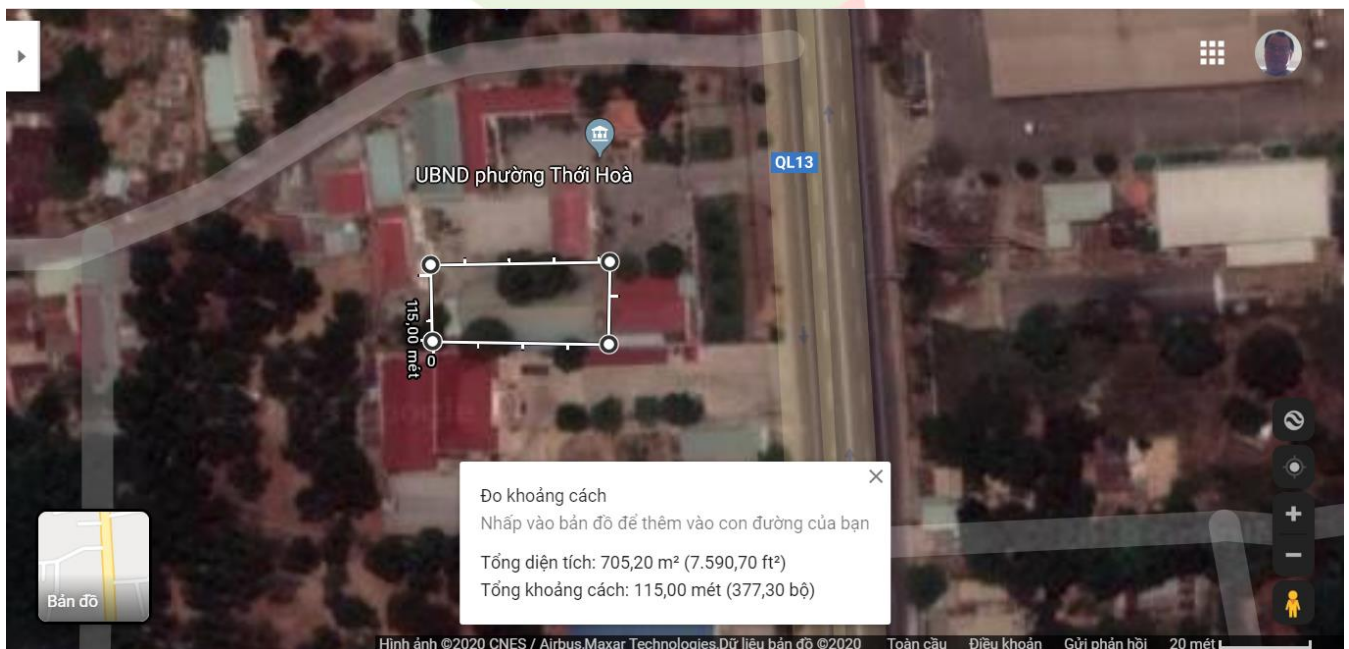 UBND phường Thới Hoà
QL13
115,00 mét
0
Đo khoảng cách
Nhấp vào bản đồ để thêm vào con đường của bạn
Tổng diện tích: 705,20 m² (7.590,70 ft²)
Tổng khoảng cách: 115,00 mét (377,30 bộ)
Bản đồ
Hình ảnh ©2020 CNES / Airbus,Maxar Technologies,Dữ liệu bản đồ ©2020 Toàn cầu Điều khoản Gửi phản hồi 20 mét